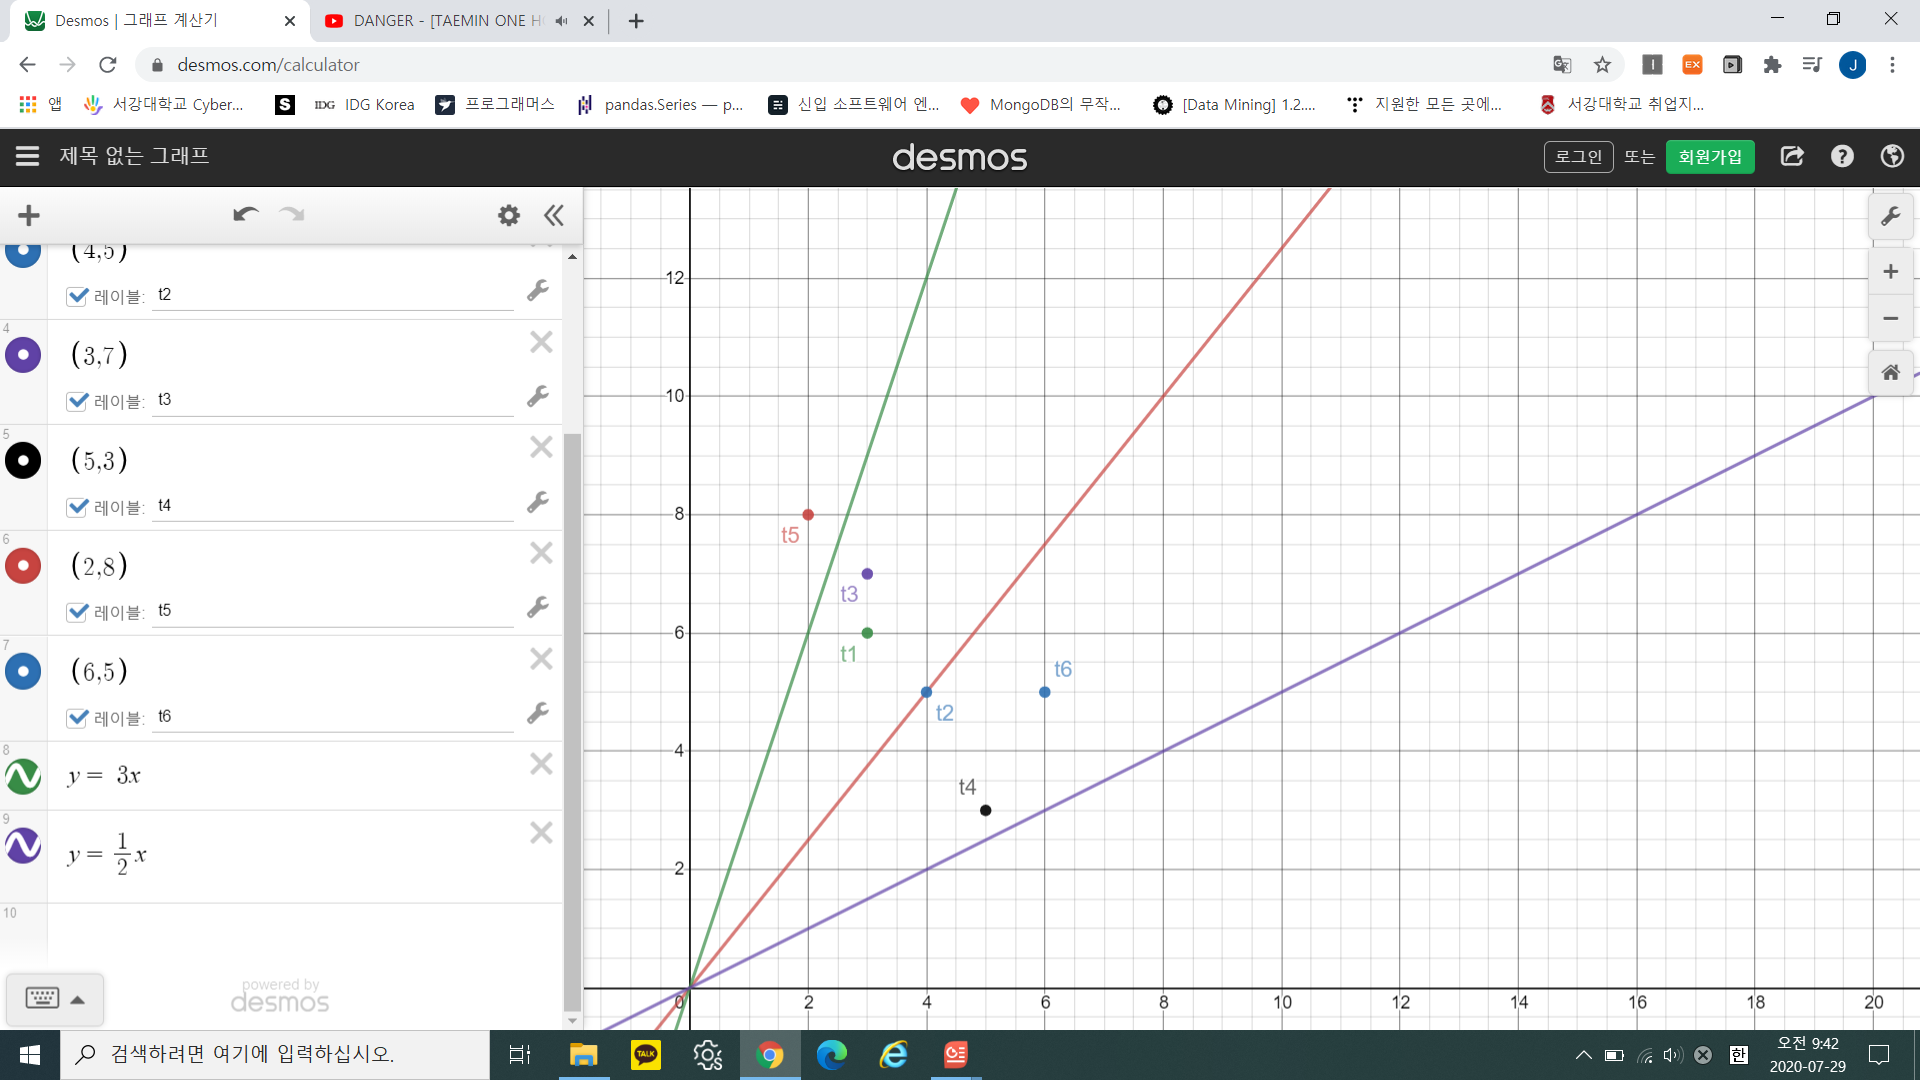 Desmos | 그래프 계산기
DANGER - [TAEMIN ONE H
desmos.com/calculator
J
앱
서강대학교 Cyber...
IDG Korea
프로그래머스
pandas.Series — p...
신입 소프트웨어 엔...
MongoDB의 무작...
[Data Mining] 1.2....
지원한 모든 곳에...
서강대학교 취업지...
제목 없는 그래프
desmos
로그인
또는
회원가입
(4,5)
레이블: t2
4
(3,7)
레이블: t3
5
(5,3)
레이블: t4
6
(2,8)
레이블: t5
7
(6,5)
레이블: t6
8
y = 3x
9
y = 1/2 x
10
powered by
desmos
12
10
8
6
4
2
0
2
4
6
8
10
12
14
16
18
20
t5
t3
t1
t6
t2
t4
검색하려면 여기에 입력하십시오.
TALK
한
오전 9:42
2020-07-29